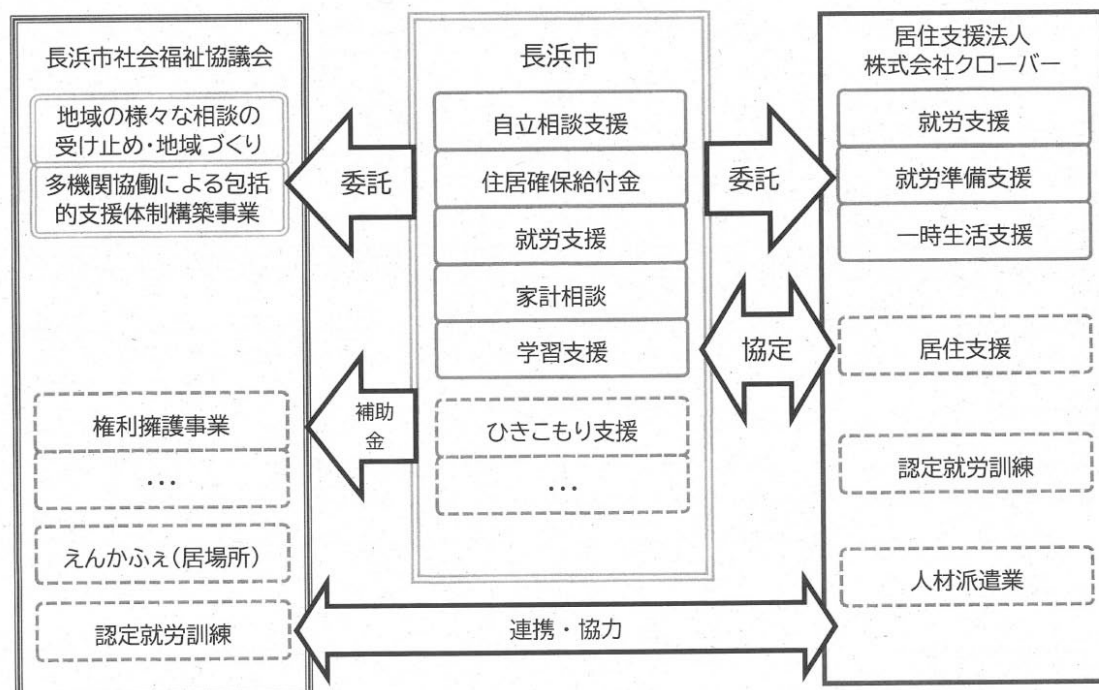 長浜市社会福祉協議会
地域の様々な相談の
受け止め・地域づくり
多機関協働による包括
的支援体制構築事業
権利擁護事業
…
えんかふぇ(居場所)
認定就労訓練
委託
補助
金
長浜市
自立相談支援
住居確保給付金
就労支援
家計相談
学習支援
ひきこもり支援
…
委託
協定
連携・協力
居住支援法人
株式会社クローバー
就労支援
就労準備支援
一時生活支援
居住支援
認定就労訓練
人材派遣業